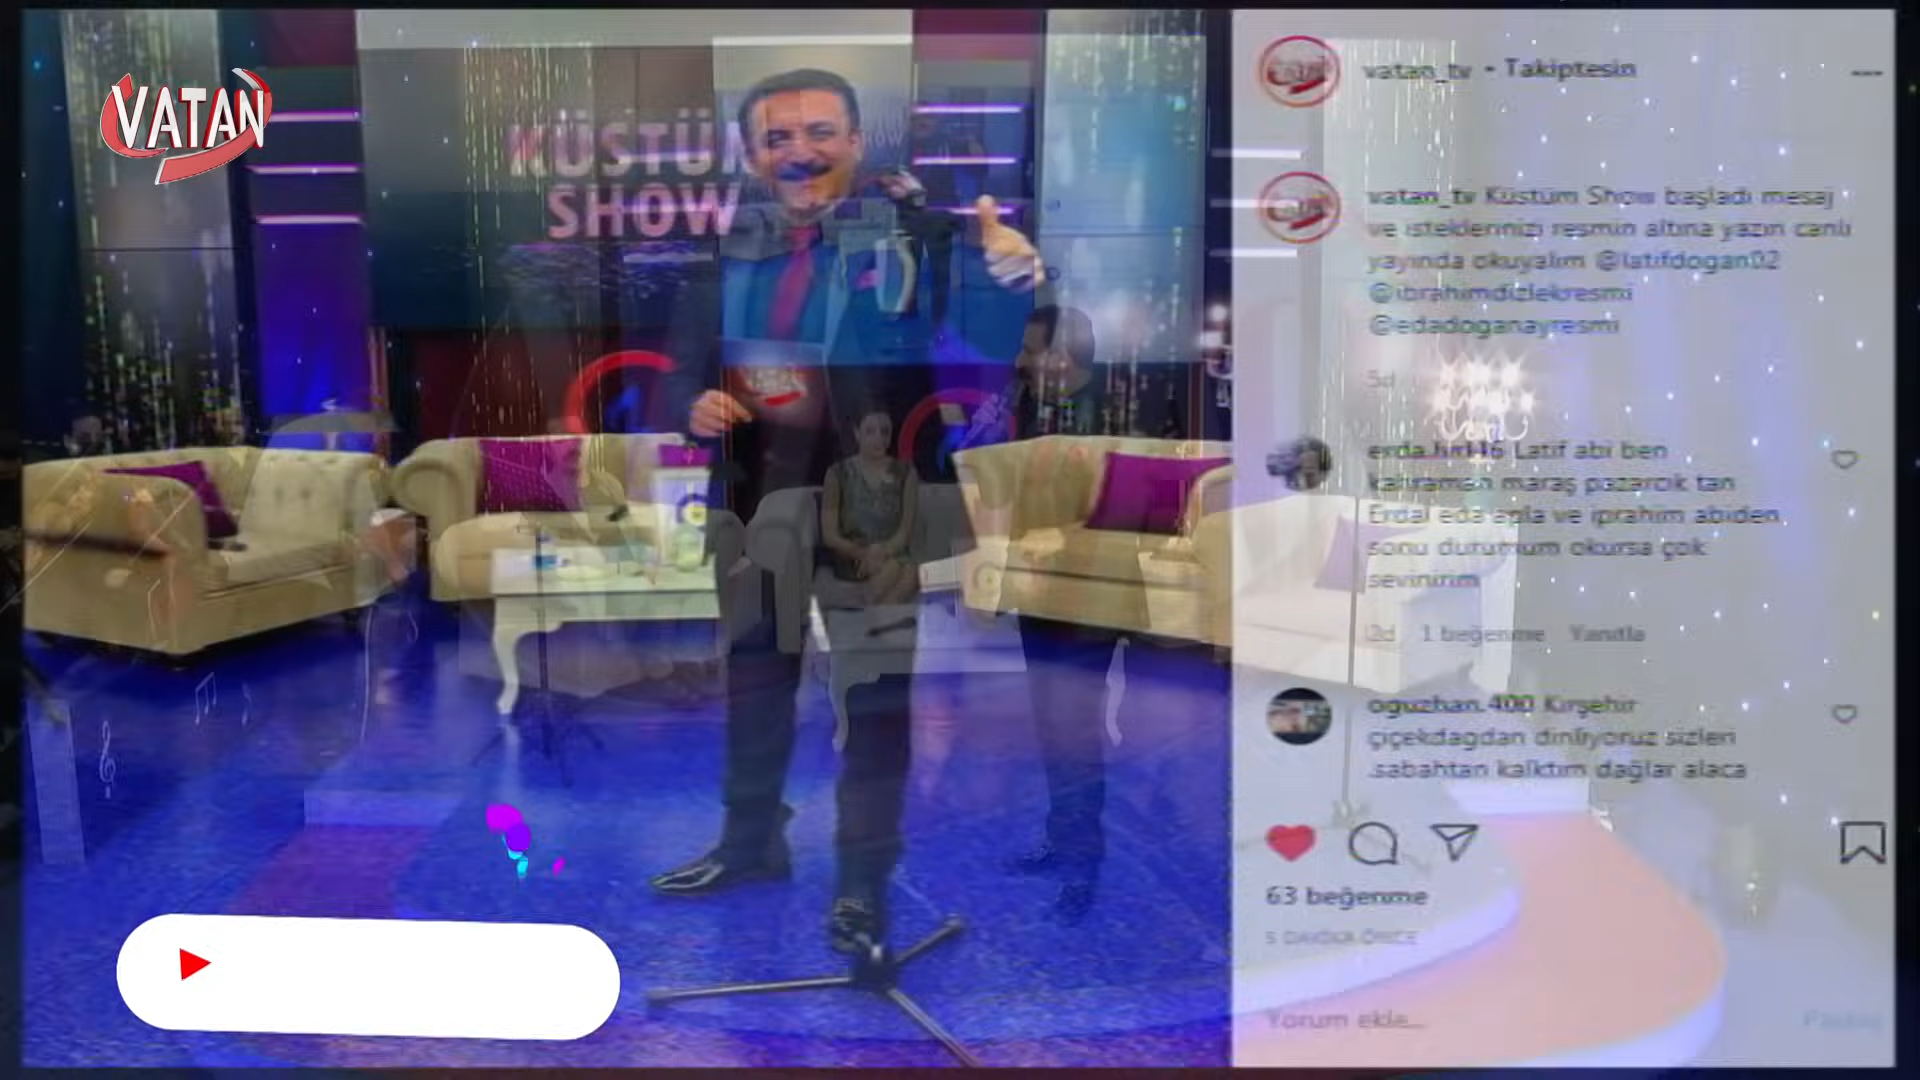 VATAN
KÜSTÜM
SHOW
vatan_tv • Takiptesin
vatan_tv Küstüm Show başladı mesaj
ve isteklerinizi resmin altına yazın canlı
yayında okuyalım @latifdogan02
@ibrahimdizlekresmi
@edadoganayresmi
5d
Latif abi ben
kahraman maraş pazarcık tan
Erdal eda abla ve iprahim abiden
sonu durumum okursa çok
sevinirim
2d 1 beğenme Yanıtla
oguzhan.400 Kırşehir
çiçekdagdan dinliyoruz sizleri
.sabahtan kalktım dağlar alaca
63 beğenme
5 DAKİKA ÖNCE
Yorum ekle...
Paylaş